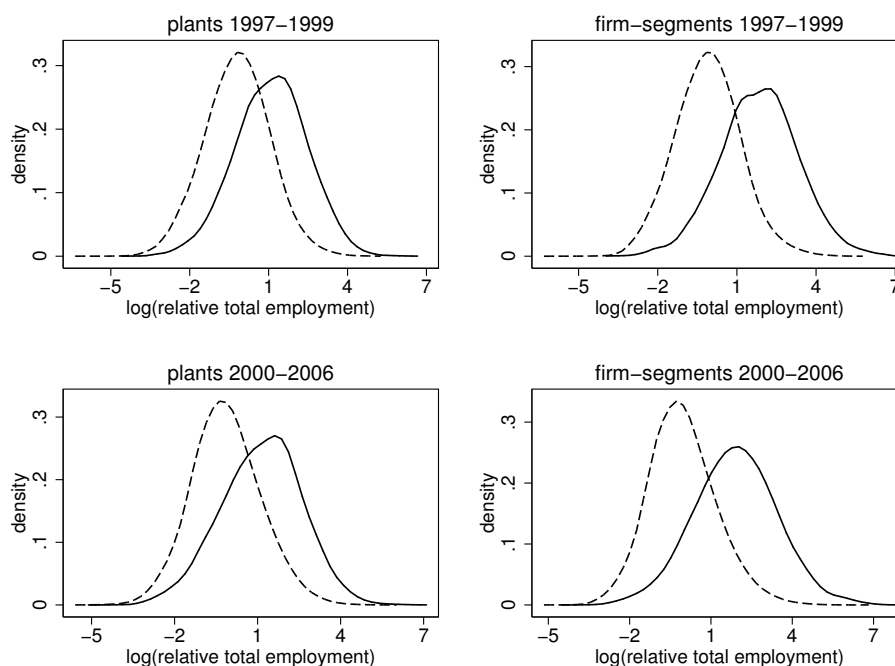 plants 1997−1999
density
0 .1 .2 .3
−5 −2 1 4 7
log(relative total employment)
firm−segments 1997−1999
density
0 .1 .2 .3
−5 −2 1 4 7
log(relative total employment)
plants 2000−2006
density
0 .1 .2 .3
−5 −2 1 4 7
log(relative total employment)
firm−segments 2000−2006
density
0 .1 .2 .3
−5 −2 1 4 7
log(relative total employment)